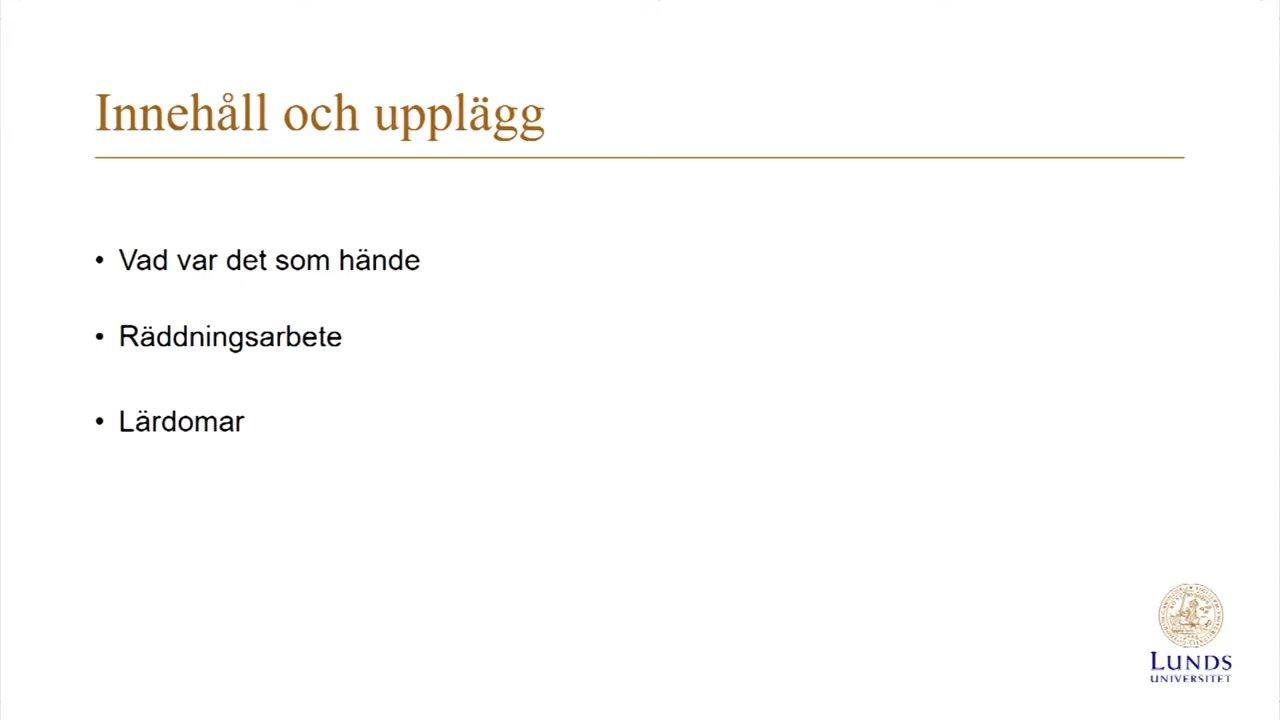 Innehåll och upplägg
• Vad var det som hände
• Räddningsarbete
• Lärdomar
LUNDS
UNIVERSITET